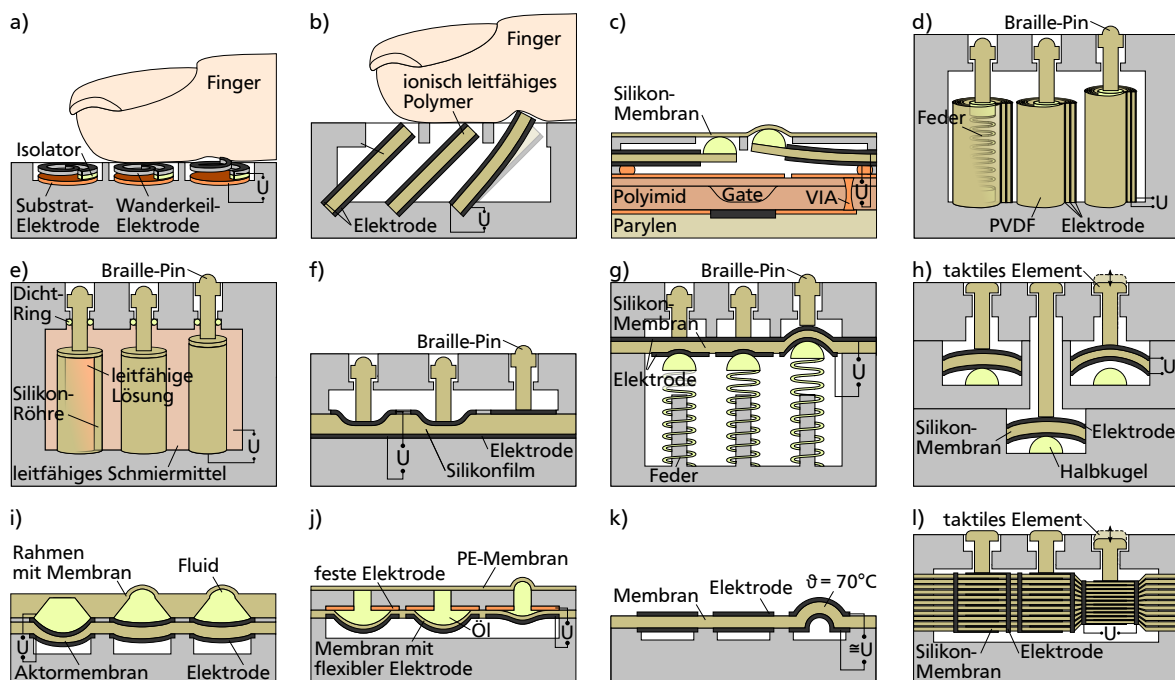 a)
Finger
Isolator
U
Substrat-
Elektrode
Wanderkeil-
Elektrode
b)
Finger
ionisch leitfähiges
Polymer
Elektrode
U
c)
Silikon-
Membran
U
Polyimid
Gate
VIA
Parylen
d)
Braille-Pin
Feder
U
PVDF
Elektrode
e)
Braille-Pin
Dicht-
Ring
leitfähige
Lösung
Silikon-
Röhre
U
leitfähiges Schmiermittel
f)
Braille-Pin
U
Elektrode
Silikonfilm
g)
Braille-Pin
Silikon-
Membran
Elektrode
U
Feder
h)
taktiles Element
U
Silikon-
Membran
Elektrode
Halbkugel
i)
Rahmen
mit Membran
Fluid
U
Aktormembran
Elektrode
j)
PE-Membran
feste Elektrode
Öl
U
Membran mit
flexibler Elektrode
k)
Membran
Elektrode
ϑ = 70°C
≅U
l)
taktiles Element
U
Silikon-
Membran
Elektrode